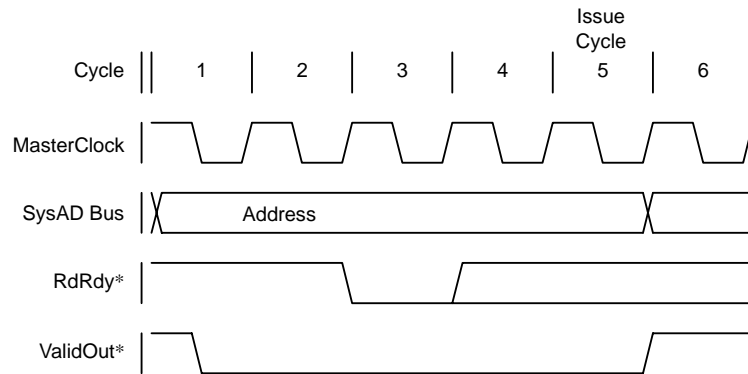 Issue
Cycle
Cycle 1 2 3 4 5 6
MasterClock
SysAD Bus Address
RdRdy*
ValidOut*